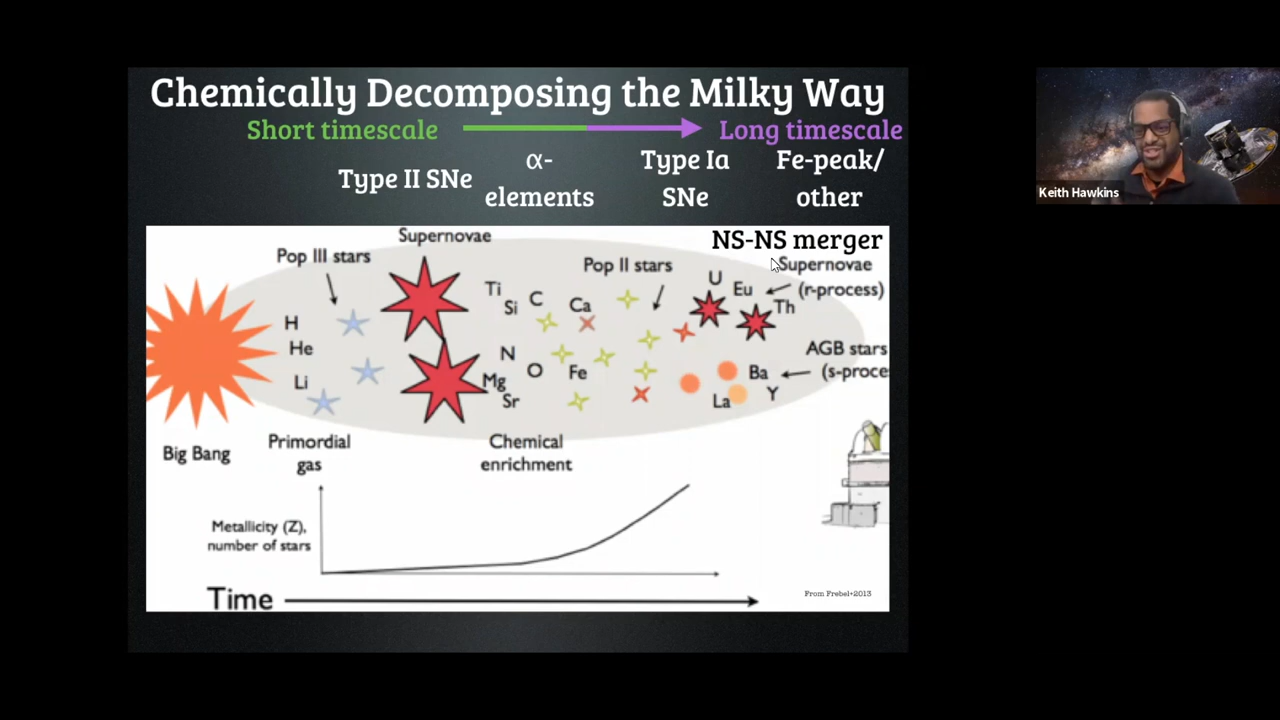 Chemically Decomposing the Milky Way
Short timescale
Long timescale
Type II SNe
α-
elements
Type Ia
SNe
Fe-peak/
other
NS-NS merger
Supernovae
Pop III stars
Pop II stars
Supernovae
(r-process)
U
Eu
Th
Ti
Si
C
Ca
H
He
Li
N
O
Fe
Mg
Sr
AGB stars
(s-proce
Ba
La
Y
Big Bang
Primordial
gas
Chemical
enrichment
Metallicity (Z),
number of stars
Time
From Frebel+2013
Keith Hawkins